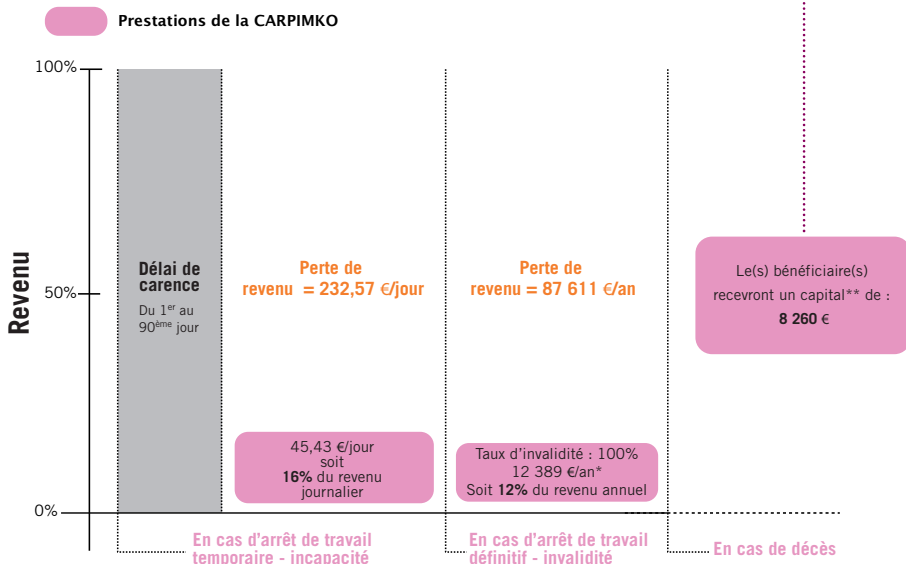 Prestations de la CARPIMKO
100%
50%
0%
Revenu
Délai de
carence
Du 1er au
90ème jour
Perte de
revenu = 232,57 €/jour
45,43 €/jour
soit
16% du revenu
journalier
Perte de
revenu = 87 611 €/an
Taux d'invalidité : 100%
12 389 €/an*
Soit 12% du revenu annuel
Le(s) bénéficiaire(s)
recevront un capital** de :
8 260 €
En cas d'arrêt de travail
temporaire - incapacité
En cas d'arrêt de travail
définitif - invalidité
En cas de décès